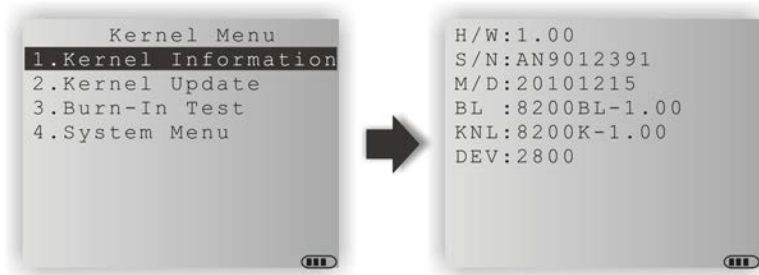 Kernel Menu
1.Kernel Information
2.Kernel Update
3.Burn-In Test
4.System Menu
H/W:1.00
S/N:AN9012391
M/D:20101215
BL :8200BL-1.00
KNL:8200K-1.00
DEV:2800